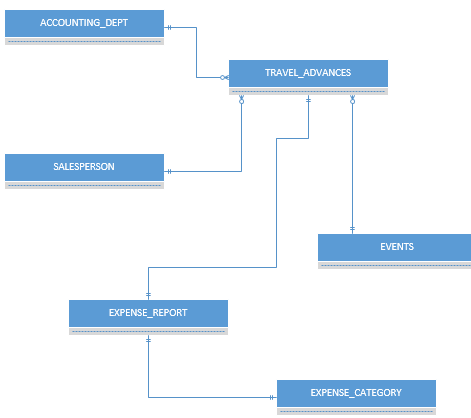 ACCOUNTING_DEPT
TRAVEL_ADVANCES
SALESPERSON
EVENTS
EXPENSE_REPORT
EXPENSE_CATEGORY